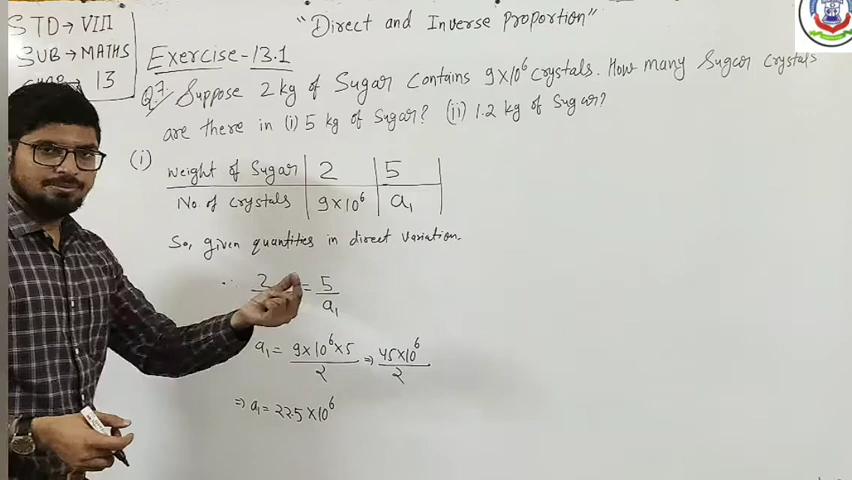 STD → VIII
SUB → MATHS
13
"Direct and Inverse Proportion"
Exercise-13.1
Q.7 Suppose 2 kg of Sugar contains 9×10⁶ crystals. How many Sugar crystals
are there in (i) 5 kg of Sugar? (ii) 1.2 kg of Sugar?
(i)
Weight of Sugar | 2 | 5
No. of crystals | 9×10⁶ | a₁
So, given quantities in direct variation.
∴ 2 = 5/a₁
a₁ = 9×10⁶×5/2 ⇒ 45×10⁶/2
⇒ a₁ = 22.5×10⁶